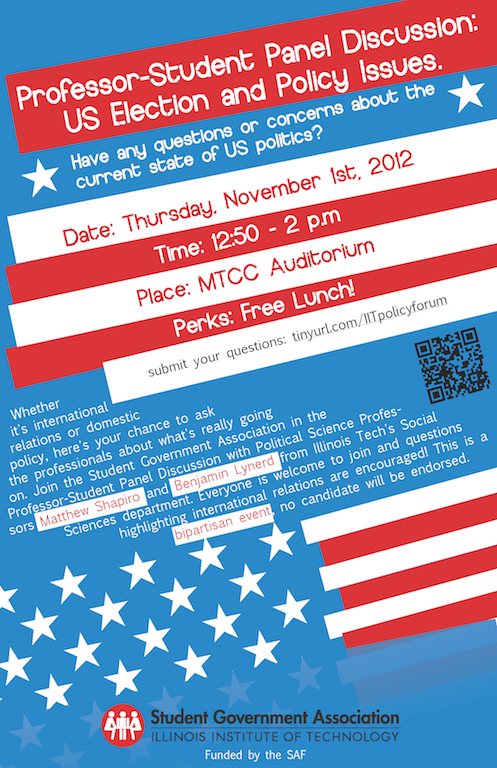 Professor-Student Panel Discussion:
US Election and Policy Issues.
Have any questions or concerns about the
current state of US politics?
Date: Thursday, November 1st, 2012
Time: 12:50 - 2 p.m
Place: MTCC Auditorium
Perks: Free Lunch!
submit your questions: tinyurl.com/IITpolicyforum
Whether
it's international
relations or domestic
policy, here's your chance to ask
the professionals about what's really going
on. Join the Student Government Association in the
Professor-Student Panel Discussion with Political Science Profes-
sors Matthew Shapiro and Benjamin Lynerd from Illinois Tech's Social
Sciences department. Everyone is welcome to join and questions
highlighting international relations are encouraged! This is a
bipartisan event, no candidate will be endorsed.
Student Government Association
ILLINOIS INSTITUTE OF TECHNOLOGY
Funded by the SAF